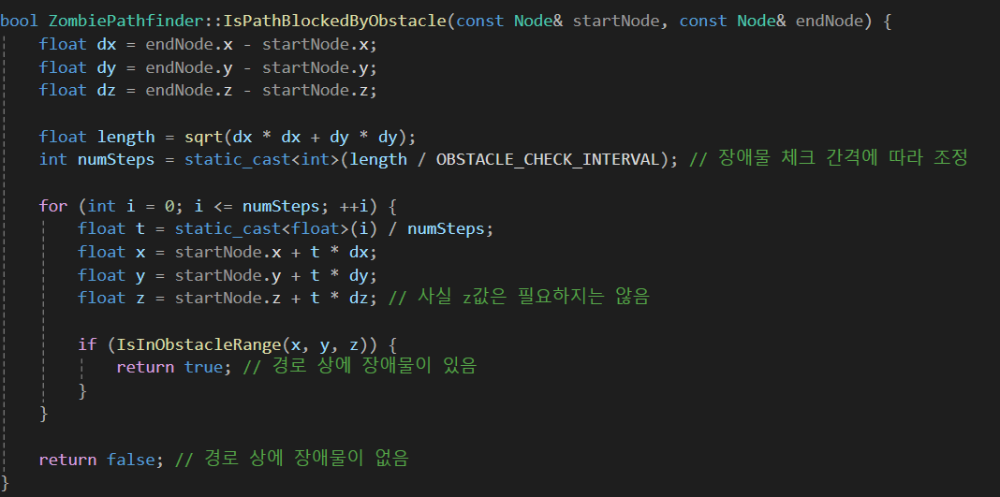 bool ZombiePathfinder::IsPathBlockedByObstacle(const Node& startNode, const Node& endNode) {
    float dx = endNode.x - startNode.x;
    float dy = endNode.y - startNode.y;
    float dz = endNode.z - startNode.z;

    float length = sqrt(dx * dx + dy * dy);
    int numSteps = static_cast<int>(length / OBSTACLE_CHECK_INTERVAL); // 장애물 체크 간격에 따라 조정

    for (int i = 0; i <= numSteps; ++i) {
        float t = static_cast<float>(i) / numSteps;
        float x = startNode.x + t * dx;
        float y = startNode.y + t * dy;
        float z = startNode.z + t * dz; // 사실 z값은 필요하지는 않음

        if (IsInObstacleRange(x, y, z)) {
            return true; // 경로 상에 장애물이 있음
        }
    }

    return false; // 경로 상에 장애물이 없음
}